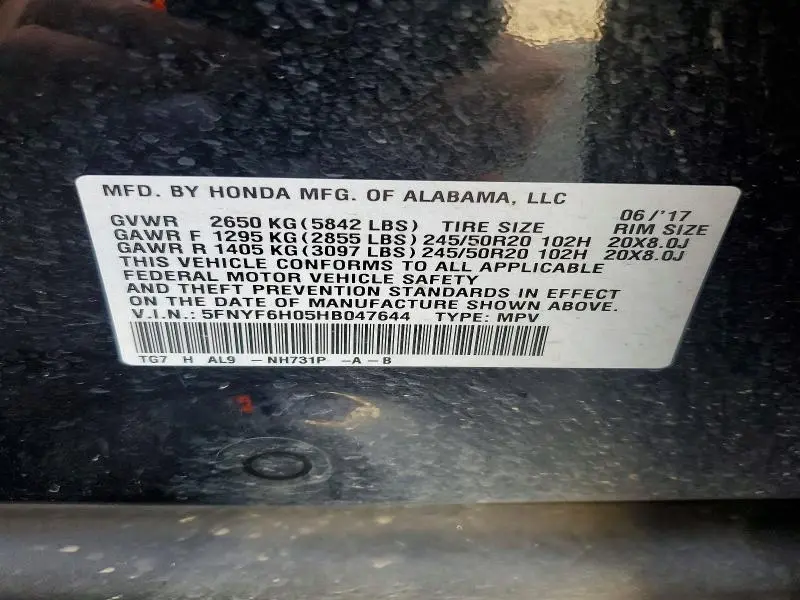 MFD. BY HONDA MFG. OF ALABAMA, LLC
06/'17
GVWR 2650 KG (5842 LBS) TIRE SIZE RIM SIZE
GAWR F 1295 KG (2855 LBS) 245/50R20 102H 20X8.0J
GAWR R 1405 KG (3097 LBS) 245/50R20 102H 20X8.0J
THIS VEHICLE CONFORMS TO ALL APPLICABLE
FEDERAL MOTOR VEHICLE SAFETY
AND THEFT PREVENTION STANDARDS IN EFFECT
ON THE DATE OF MANUFACTURE SHOWN ABOVE.
V.I.N.: 5FNYF6H05HB047644 TYPE: MPV
TG7 H AL9 -NH731P -A-B